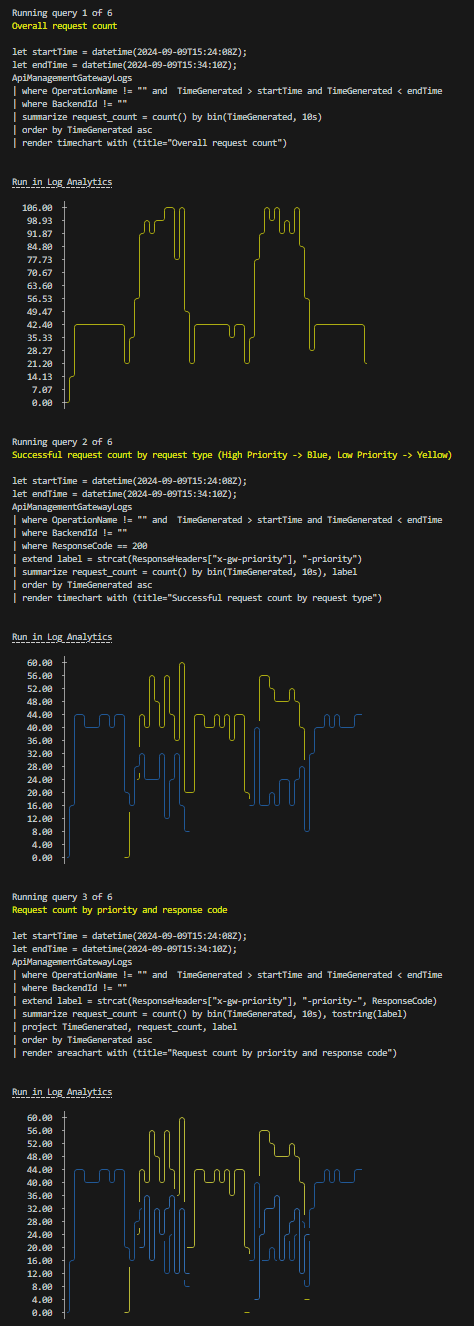 Running query 1 of 6
Overall request count
let startTime = datetime(2024-09-09T15:24:08Z);
let endTime = datetime(2024-09-09T15:34:10Z);
ApiManagementGatewayLogs
| where OperationName != "" and  TimeGenerated > startTime and TimeGenerated < endTime
| where BackendId != ""
| summarize request_count = count() by bin(TimeGenerated, 10s)
| order by TimeGenerated asc
| render timechart with (title="Overall request count")
Run in Log Analytics
106.00
98.93
91.87
84.80
77.73
70.67
63.60
56.53
49.47
42.40
35.33
28.27
21.20
14.13
7.07
0.00
Running query 2 of 6
Successful request count by request type (High Priority -> Blue, Low Priority -> Yellow)
let startTime = datetime(2024-09-09T15:24:08Z);
let endTime = datetime(2024-09-09T15:34:10Z);
ApiManagementGatewayLogs
| where OperationName != "" and  TimeGenerated > startTime and TimeGenerated < endTime
| where BackendId != ""
| where ResponseCode == 200
| extend label = strcat(ResponseHeaders["x-gw-priority"], "-priority")
| summarize request_count = count() by bin(TimeGenerated, 10s), label
| order by TimeGenerated asc
| render timechart with (title="Successful request count by request type")
Run in Log Analytics
60.00
56.00
52.00
48.00
44.00
40.00
36.00
32.00
28.00
24.00
20.00
16.00
12.00
8.00
4.00
0.00
Running query 3 of 6
Request count by priority and response code
let startTime = datetime(2024-09-09T15:24:08Z);
let endTime = datetime(2024-09-09T15:34:10Z);
ApiManagementGatewayLogs
| where OperationName != "" and  TimeGenerated > startTime and TimeGenerated < endTime
| where BackendId != ""
| extend label = strcat(ResponseHeaders["x-gw-priority"], "-priority-", ResponseCode)
| summarize request_count = count() by bin(TimeGenerated, 10s), tostring(label)
| project TimeGenerated, request_count, label
| order by TimeGenerated asc
| render areachart with (title="Request count by priority and response code")
Run in Log Analytics
60.00
56.00
52.00
48.00
44.00
40.00
36.00
32.00
28.00
24.00
20.00
16.00
12.00
8.00
4.00
0.00